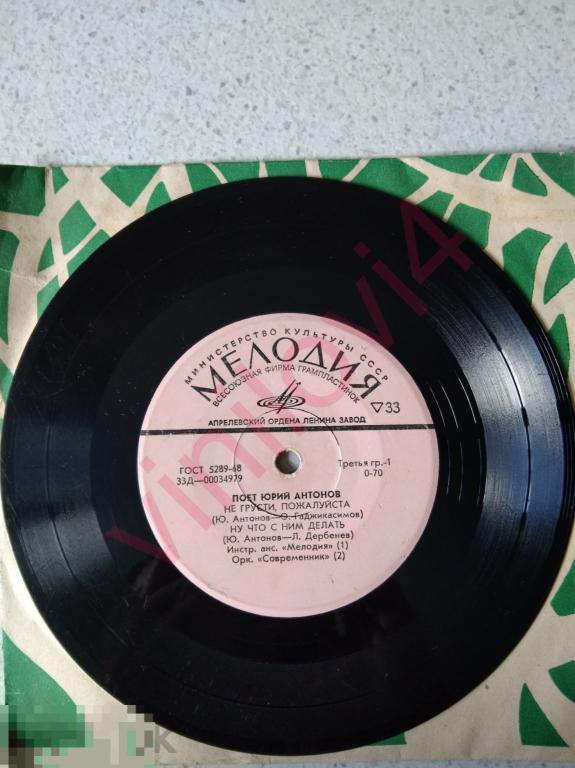 МИНИСТЕРСТВО КУЛЬТУРЫ СССР
МЕЛОДИЯ
ВСЕСОЮЗНАЯ ФИРМА ГРАМПЛАСТИНОК
▽33
АПРЕЛЕВСКИЙ ОРДЕНА ЛЕНИНА ЗАВОД
ГОСТ 5289-68 Третья гр.-1
33Д—00034979 0-70
ПОЕТ ЮРИЙ АНТОНОВ
НЕ ГРУСТИ, ПОЖАЛУЙСТА
(Ю. Антонов—О. Гаджикасимов)
НУ ЧТО С НИМ ДЕЛАТЬ
(Ю. Антонов—Л. Дербенев)
Инстр. анс. «Мелодия» (1)
Орк. «Современник» (2)